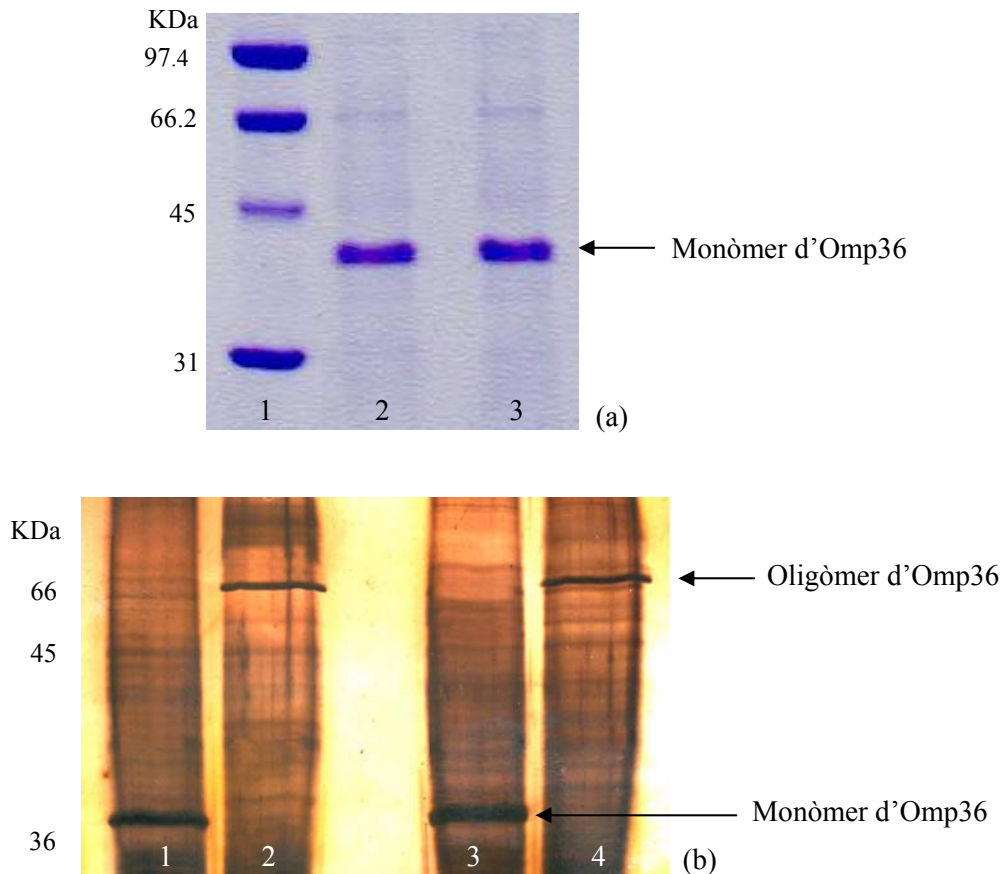 KDa
97.4
66.2
45
Monòmer d’Omp36
31
1 2 3
(a)
KDa
66
Oligòmer d’Omp36
45
Monòmer d’Omp36
36
1 2 3 4
(b)